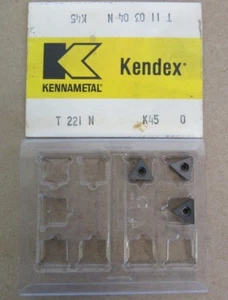 T 11 03 04 N K45
Kendex®
KENNAMETAL®
T 221 N K45 0